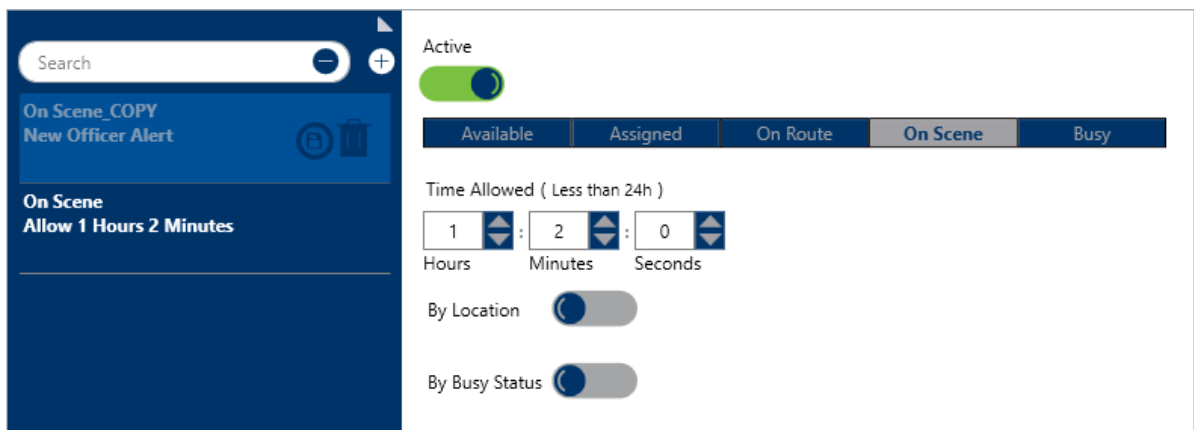 Search
On Scene_COPY
New Officer Alert
On Scene
Allow 1 Hours 2 Minutes
Active
Available Assigned On Route On Scene Busy
Time Allowed ( Less than 24h )
1 : 2 : 0
Hours Minutes Seconds
By Location
By Busy Status